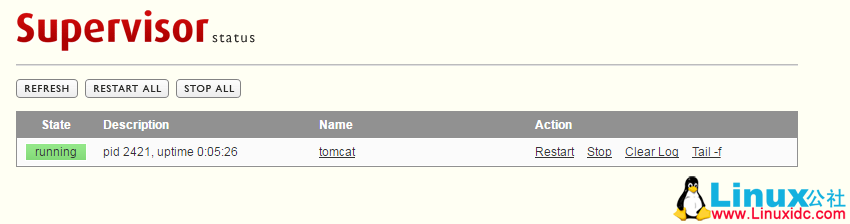 Supervisor status
REFRESH RESTART ALL STOP ALL
State Description Name Action
running pid 2421, uptime 0:05:26 tomcat Restart Stop Clear Log Tail -f
Linux公社
www.Linuxidc.com